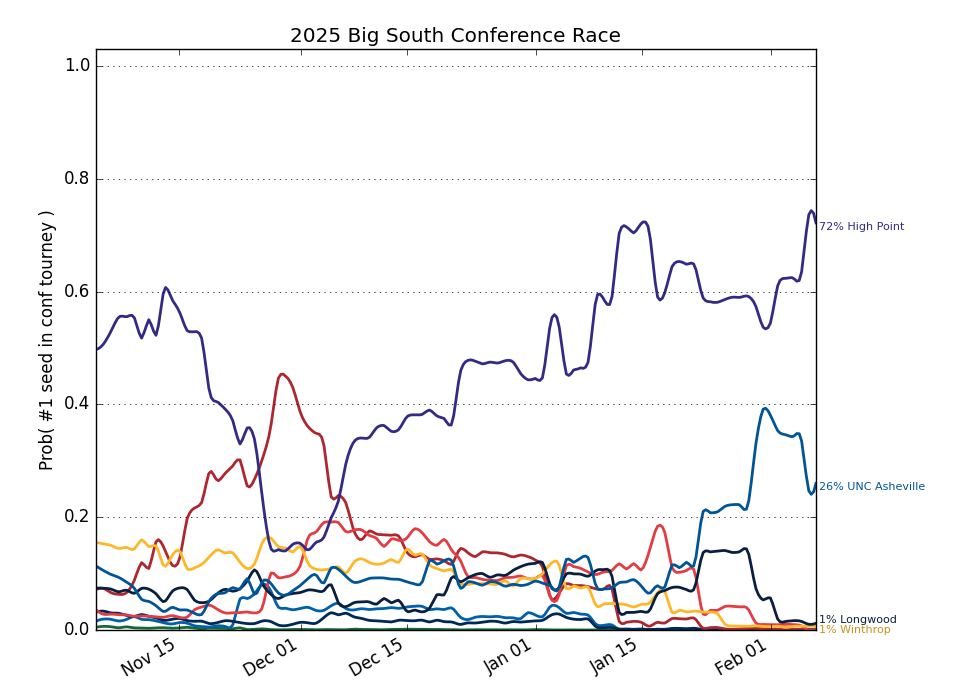 2025 Big South Conference Race
Prob( #1 seed in conf tourney )
1.0
0.8
0.6
0.4
0.2
0.0
72% High Point
26% UNC Asheville
1% Longwood
1% Winthrop
Nov 15
Dec 01
Dec 15
Jan 01
Jan 15
Feb 01